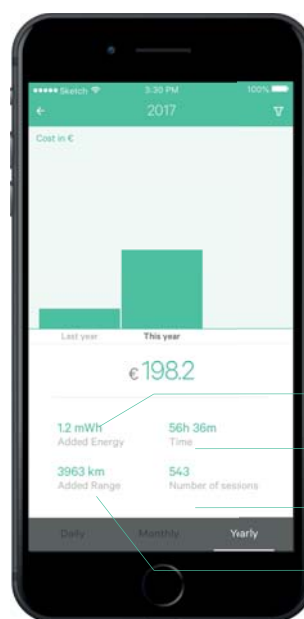 Sketch 3:30 PM 100%
2017
Cost in €
Last year This year
€ 198.2
1.2 mWh 56h 36m
Added Energy Time
3963 km 543
Added Range Number of sessions
Daily Monthly Yearly